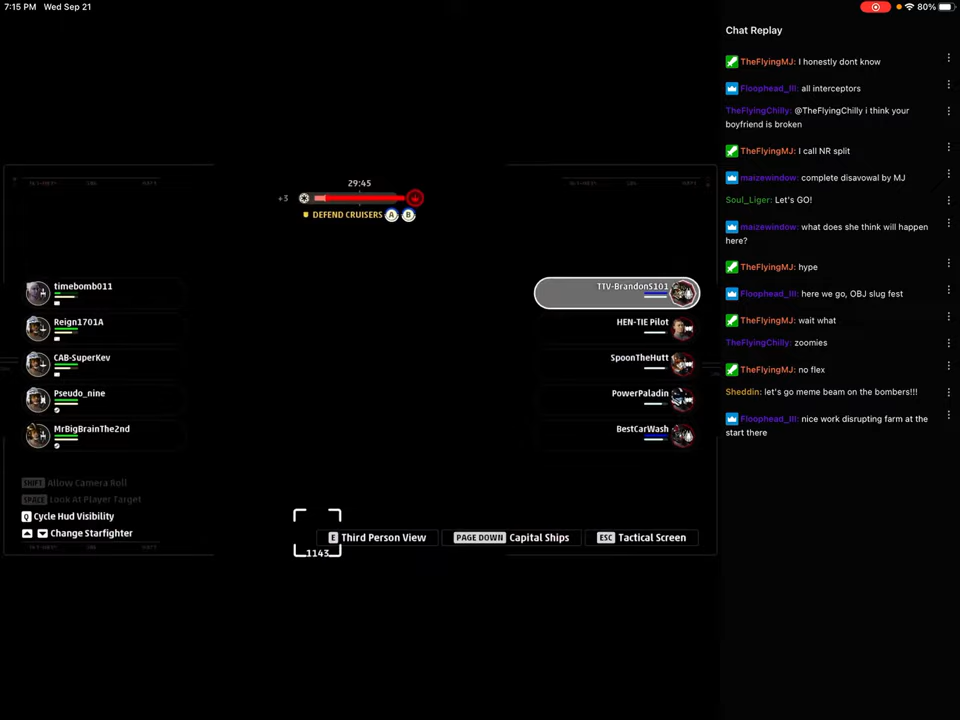 7:15 PM Wed Sep 21
80%
Chat Replay
TheFlyingMJ: I honestly dont know
Floophead_III: all interceptors
TheFlyingChilly: @TheFlyingChilly i think your
boyfriend is broken
TheFlyingMJ: I call NR split
maizewindow: complete disavowal by MJ
Soul_Liger: Let's GO!
maizewindow: what does she think will happen
here?
TheFlyingMJ: hype
Floophead_III: here we go, OBJ slug fest
TheFlyingMJ: wait what
TheFlyingChilly: zoomies
TheFlyingMJ: no flex
Sheddin: let's go meme beam on the bombers!!!
Floophead_III: nice work disrupting farm at the
start there
29:45
+3
DEFEND CRUISERS A B
timebomb011
Reign1701A
CAB-SuperKev
Pseudo_nine
MrBigBrainThe2nd
TTV-BrandonS101
HEN-TIE Pilot
SpoonTheHutt
PowerPaladin
BestCarWash
SHIFT Allow Camera Roll
SPACE Look At Player Target
Q Cycle Hud Visibility
Change Starfighter
1143
E Third Person View
PAGE DOWN Capital Ships
ESC Tactical Screen